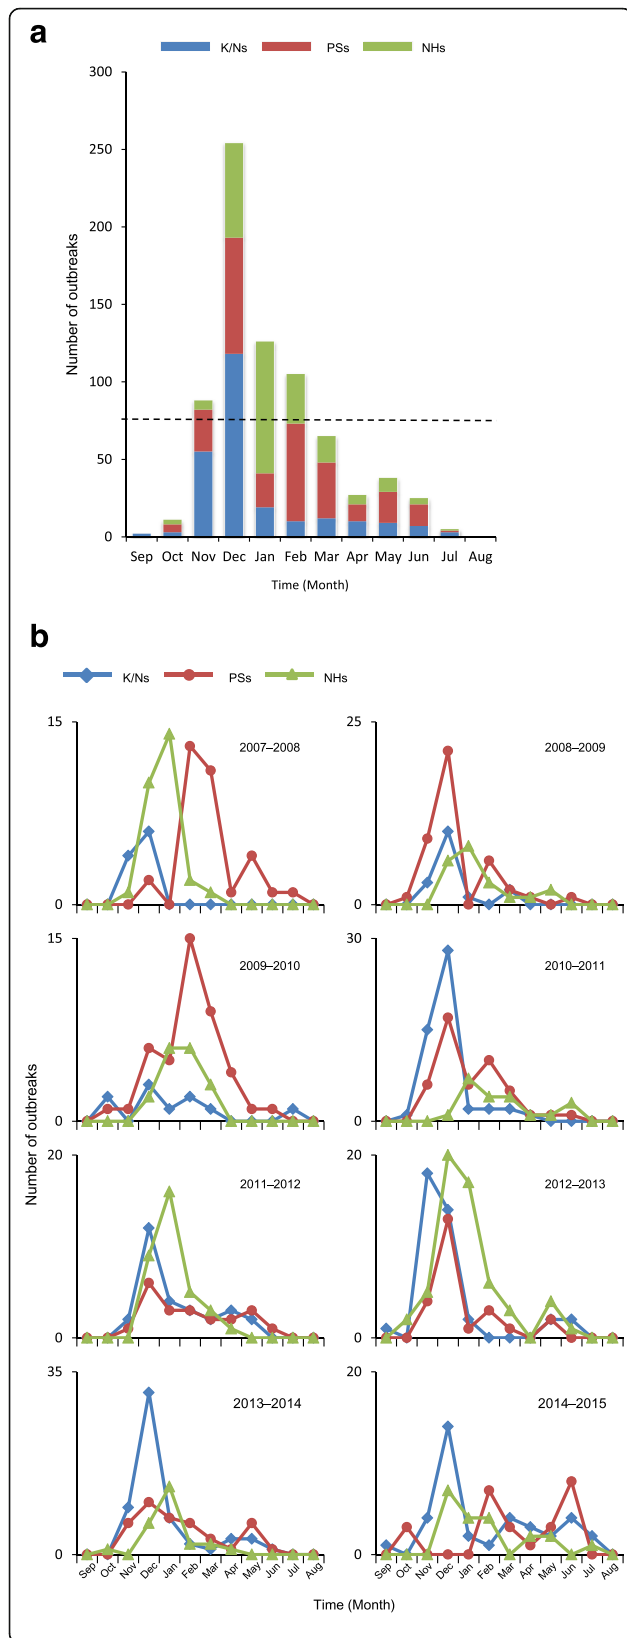 a
K/Ns PSs NHs
300
250
200
150
100
50
0
Number of outbreaks
Sep Oct Nov Dec Jan Feb Mar Apr May Jun Jul Aug
Time (Month)
b
K/Ns PSs NHs
15
2007–2008
0
25
2008–2009
0
15
2009–2010
0
30
2010–2011
0
Number of outbreaks
20
2011–2012
0
20
2012–2013
0
35
2013–2014
0
20
2014–2015
0
Sep Oct Nov Dec Jan Feb Mar Apr May Jun Jul Aug
Sep Oct Nov Dec Jan Feb Mar Apr May Jun Jul Aug
Time (Month)